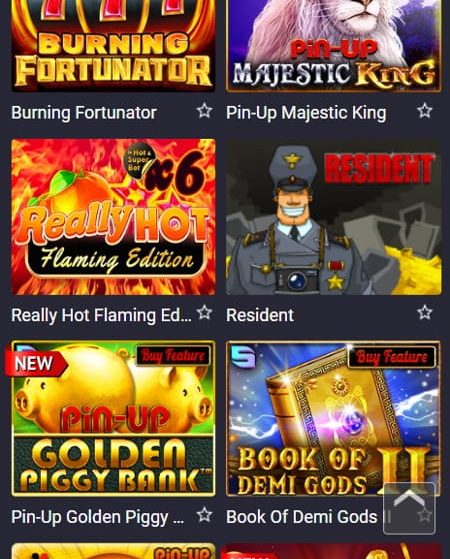 BURNING
FORTUNATOR
PiN-UP
MAJESTIC KinG
Burning Fortunator
Pin-Up Majestic King
Hot &
Super
Bet
x6
Really HOT
Flaming Edition
RESIDENT
Really Hot Flaming Ed...
Resident
NEW
Buy Feature
PiN-UP
GOLDEN
PIGGY BANK™
Buy Feature
BOOK OF
DEMI GODS II
Pin-Up Golden Piggy ...
Book Of Demi Gods II
PiN-UP